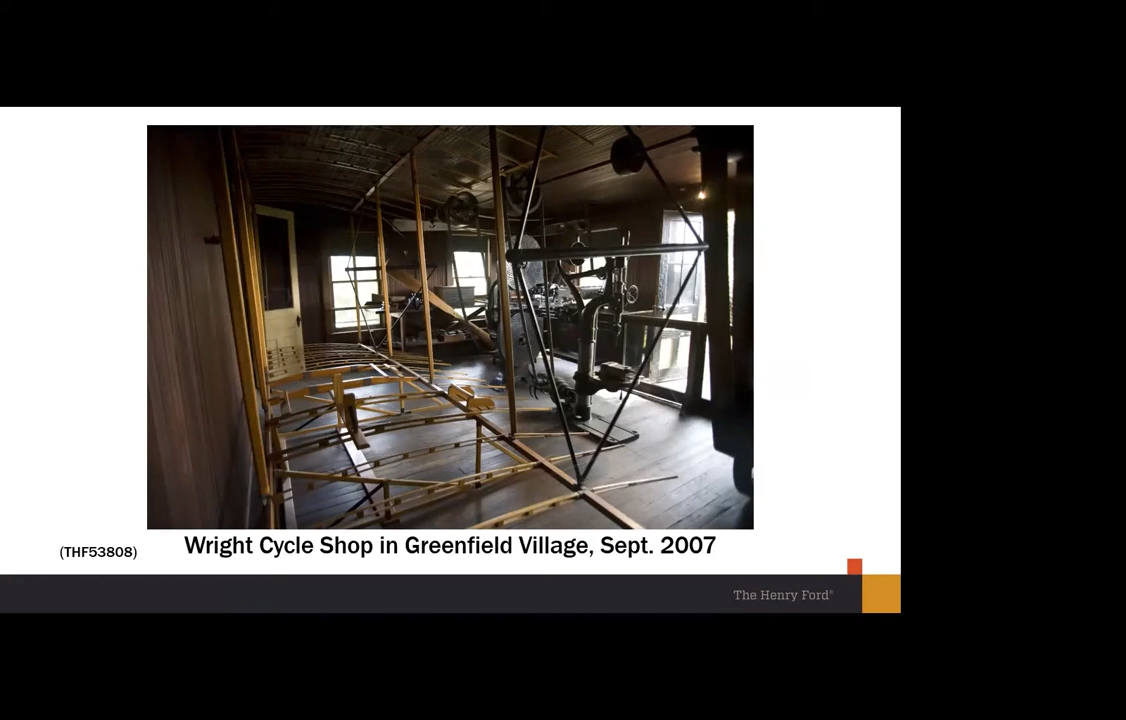 (THF53808)
Wright Cycle Shop in Greenfield Village, Sept. 2007
The Henry Ford®